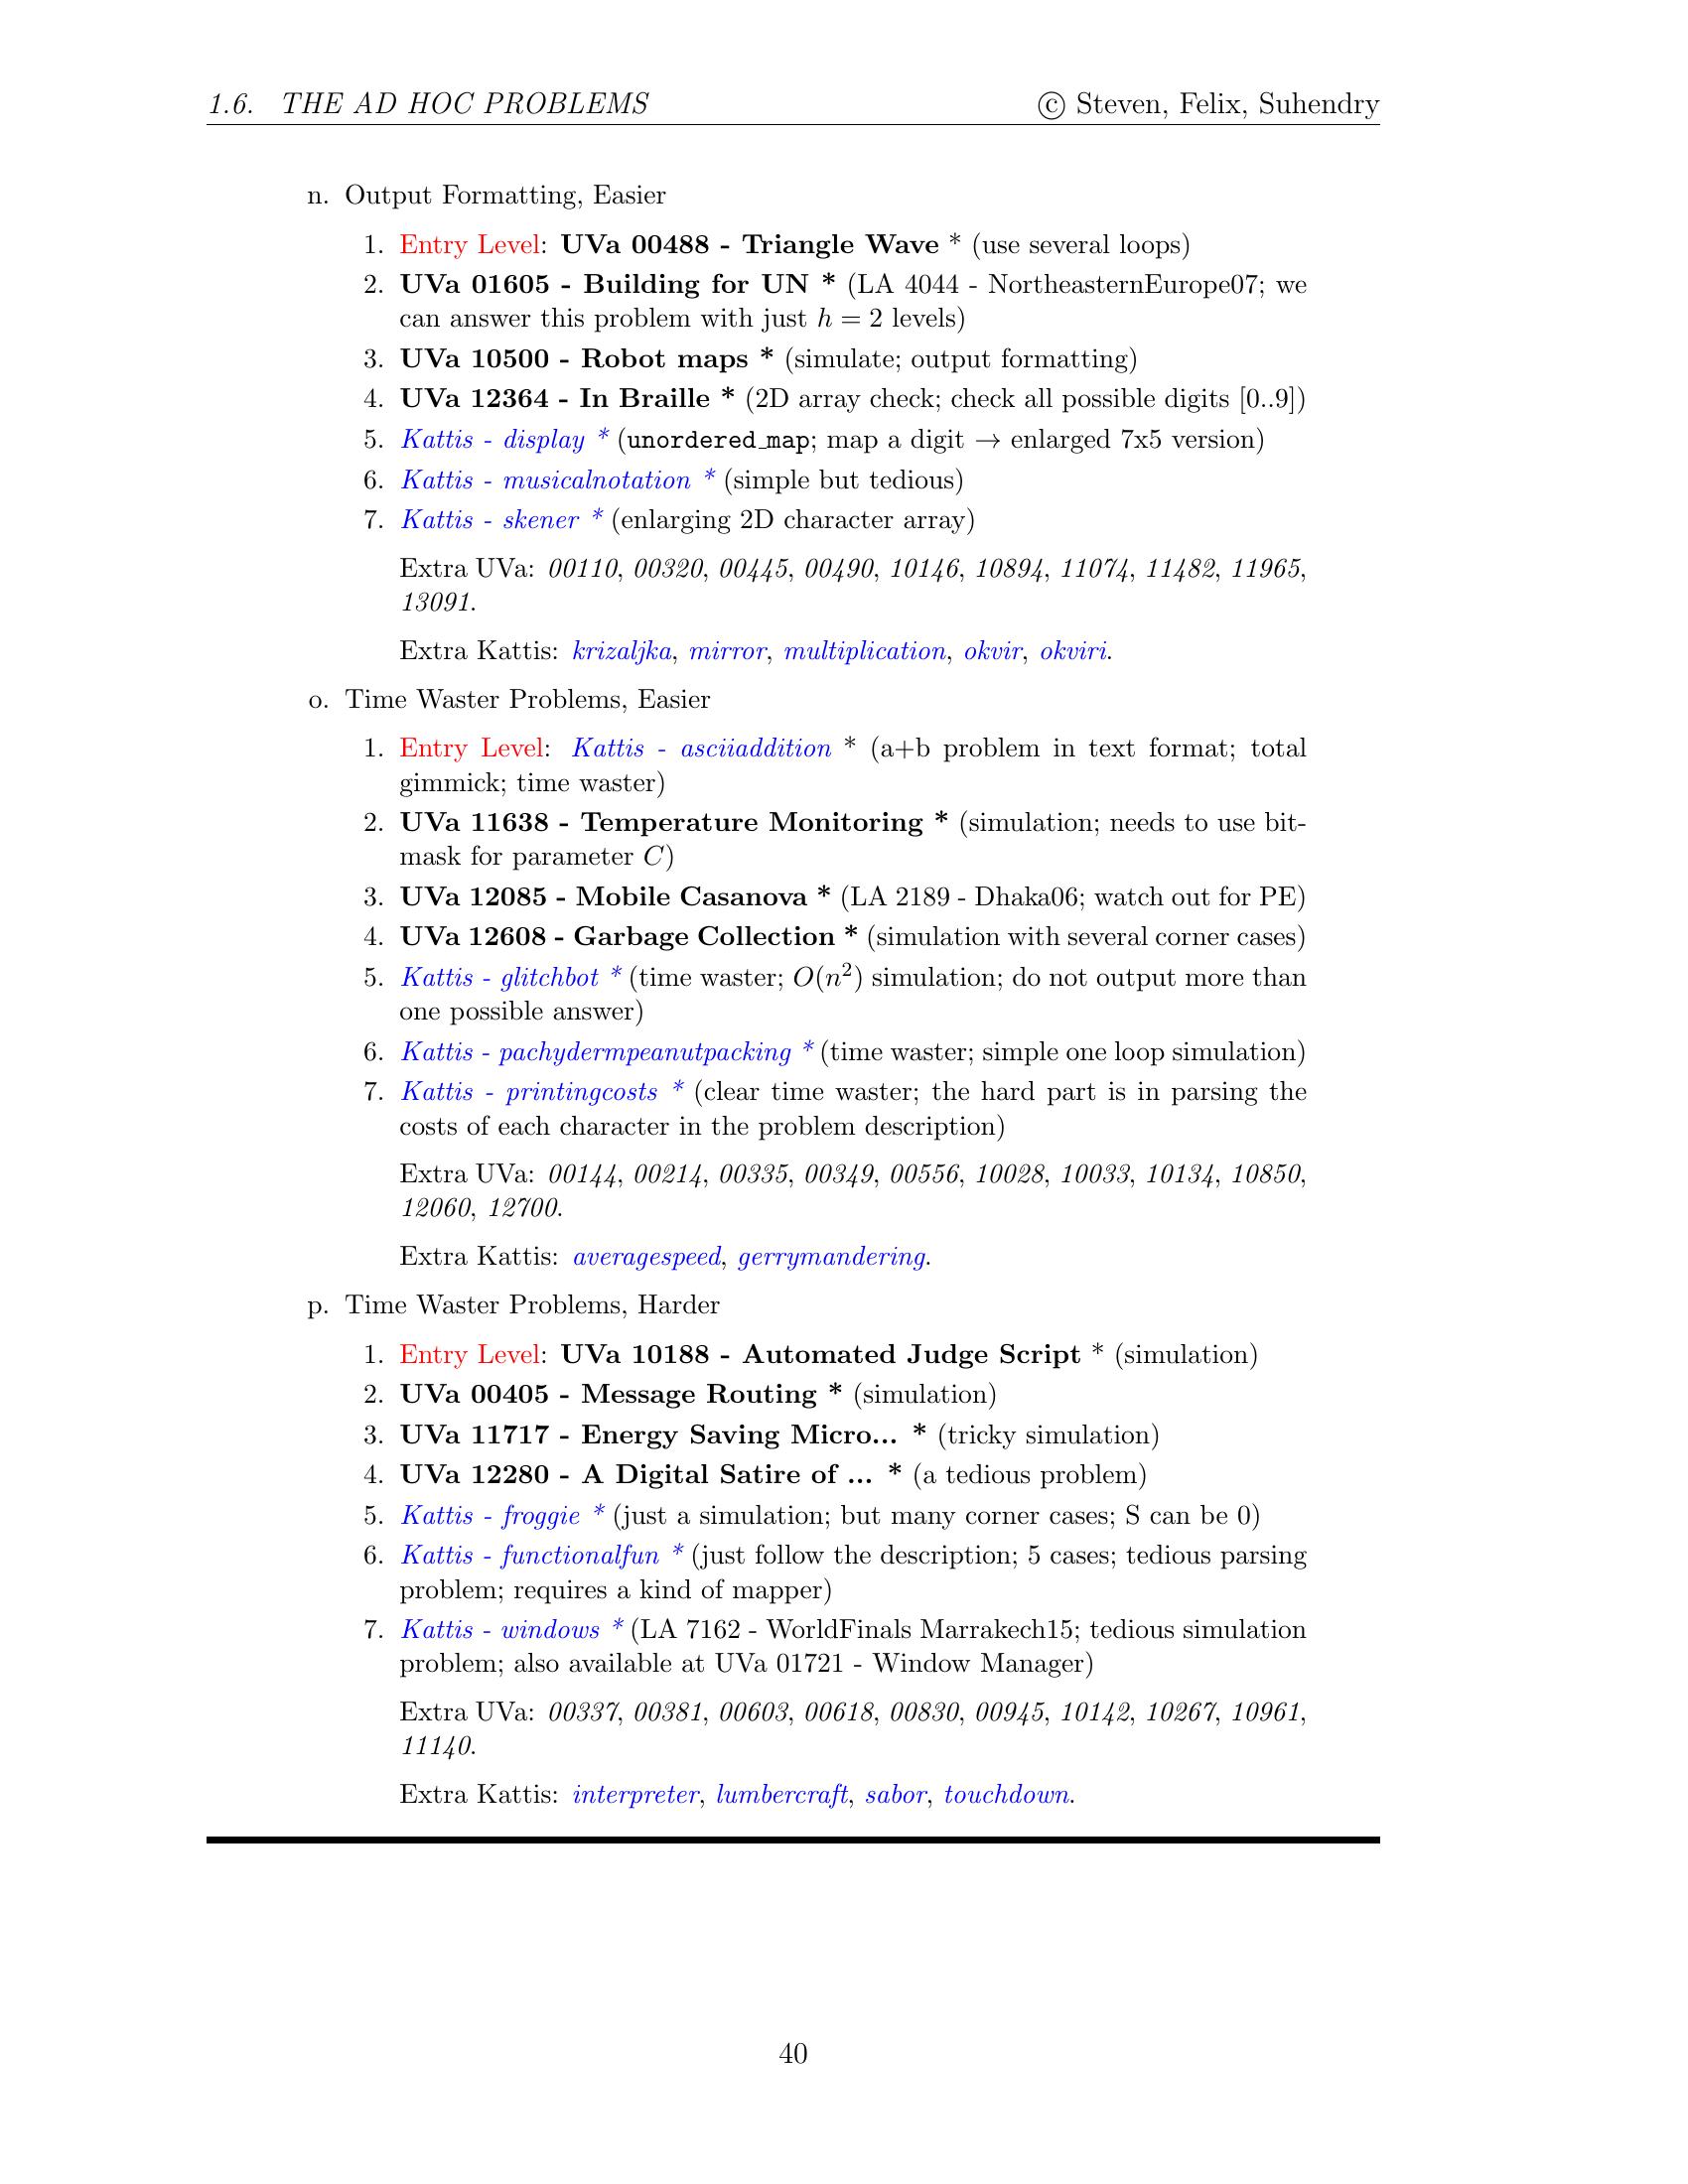 1.6. THE AD HOC PROBLEMS © Steven, Felix, Suhendry
n. Output Formatting, Easier
1. Entry Level: UVa 00488 - Triangle Wave * (use several loops)
2. UVa 01605 - Building for UN * (LA 4044 - NortheasternEurope07; we
can answer this problem with just h = 2 levels)
3. UVa 10500 - Robot maps * (simulate; output formatting)
4. UVa 12364 - In Braille * (2D array check; check all possible digits [0..9])
5. Kattis - display * (unordered_map; map a digit → enlarged 7x5 version)
6. Kattis - musicalnotation * (simple but tedious)
7. Kattis - skener * (enlarging 2D character array)
Extra UVa: 00110, 00320, 00445, 00490, 10146, 10894, 11074, 11482, 11965,
13091.
Extra Kattis: krizaljka, mirror, multiplication, okvir, okviri.
o. Time Waster Problems, Easier
1. Entry Level: Kattis - asciiaddition * (a+b problem in text format; total
gimmick; time waster)
2. UVa 11638 - Temperature Monitoring * (simulation; needs to use bit-
mask for parameter C)
3. UVa 12085 - Mobile Casanova * (LA 2189 - Dhaka06; watch out for PE)
4. UVa 12608 - Garbage Collection * (simulation with several corner cases)
5. Kattis - glitchbot * (time waster; O(n²) simulation; do not output more than
one possible answer)
6. Kattis - pachydermpeanutpacking * (time waster; simple one loop simulation)
7. Kattis - printingcosts * (clear time waster; the hard part is in parsing the
costs of each character in the problem description)
Extra UVa: 00144, 00214, 00335, 00349, 00556, 10028, 10033, 10134, 10850,
12060, 12700.
Extra Kattis: averagespeed, gerrymandering.
p. Time Waster Problems, Harder
1. Entry Level: UVa 10188 - Automated Judge Script * (simulation)
2. UVa 00405 - Message Routing * (simulation)
3. UVa 11717 - Energy Saving Micro... * (tricky simulation)
4. UVa 12280 - A Digital Satire of ... * (a tedious problem)
5. Kattis - froggie * (just a simulation; but many corner cases; S can be 0)
6. Kattis - functionalfun * (just follow the description; 5 cases; tedious parsing
problem; requires a kind of mapper)
7. Kattis - windows * (LA 7162 - WorldFinals Marrakech15; tedious simulation
problem; also available at UVa 01721 - Window Manager)
Extra UVa: 00337, 00381, 00603, 00618, 00830, 00945, 10142, 10267, 10961,
11140.
Extra Kattis: interpreter, lumbercraft, sabor, touchdown.
40